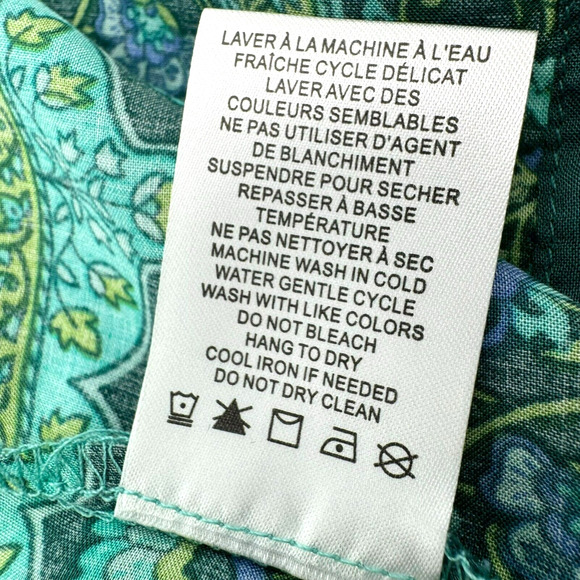 LAVER À LA MACHINE À L'EAU
FRAÎCHE CYCLE DÉLICAT
LAVER AVEC DES
COULEURS SEMBLABLES
NE PAS UTILISER D'AGENT
DE BLANCHIMENT
SUSPENDRE POUR SECHER
REPASSER À BASSE
TEMPÉRATURE
NE PAS NETTOYER À SEC
MACHINE WASH IN COLD
WATER GENTLE CYCLE
WASH WITH LIKE COLORS
DO NOT BLEACH
HANG TO DRY
COOL IRON IF NEEDED
DO NOT DRY CLEAN